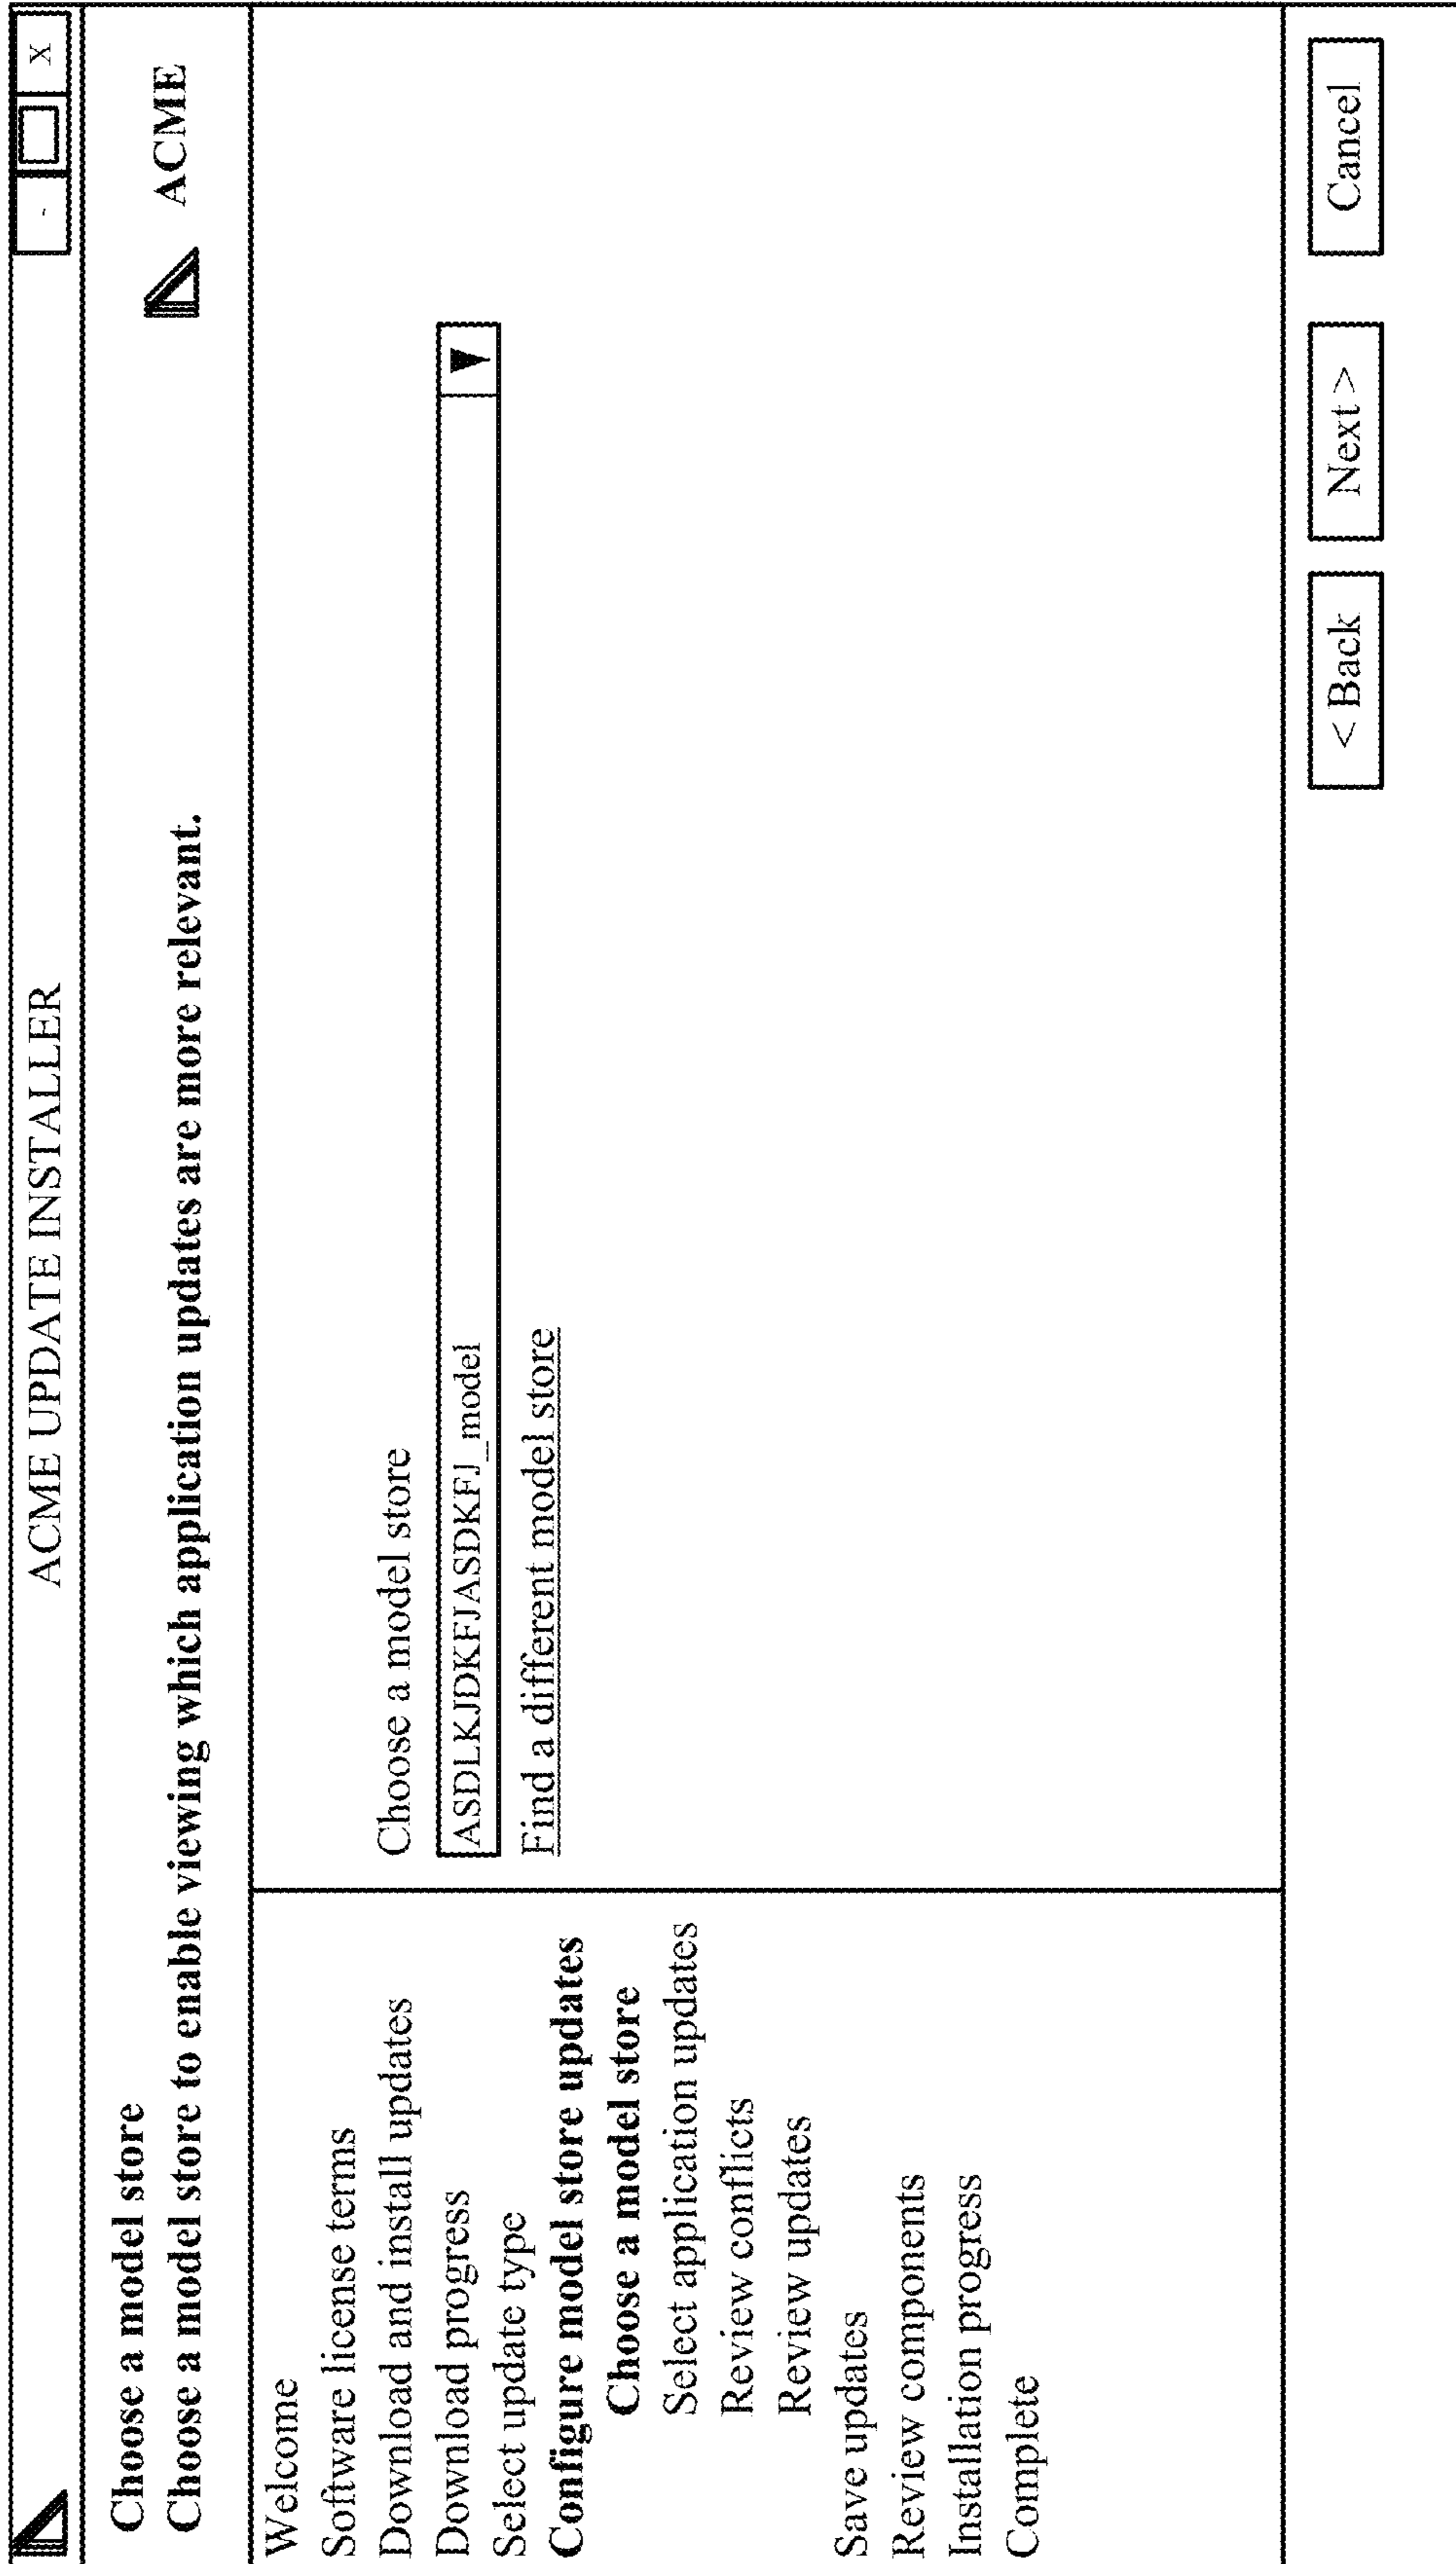 ACME UPDATE INSTALLER
- X
Choose a model store
Choose a model store to enable viewing which application updates are more relevant.
ACME
Welcome
Software license terms
Download and install updates
Download progress
Select update type
Configure model store updates
Choose a model store
Select application updates
Review conflicts
Review updates
Save updates
Review components
Installation progress
Complete
Choose a model store
ASDLKJDKFJASDKFJ_model
Find a different model store
< Back
Next >
Cancel